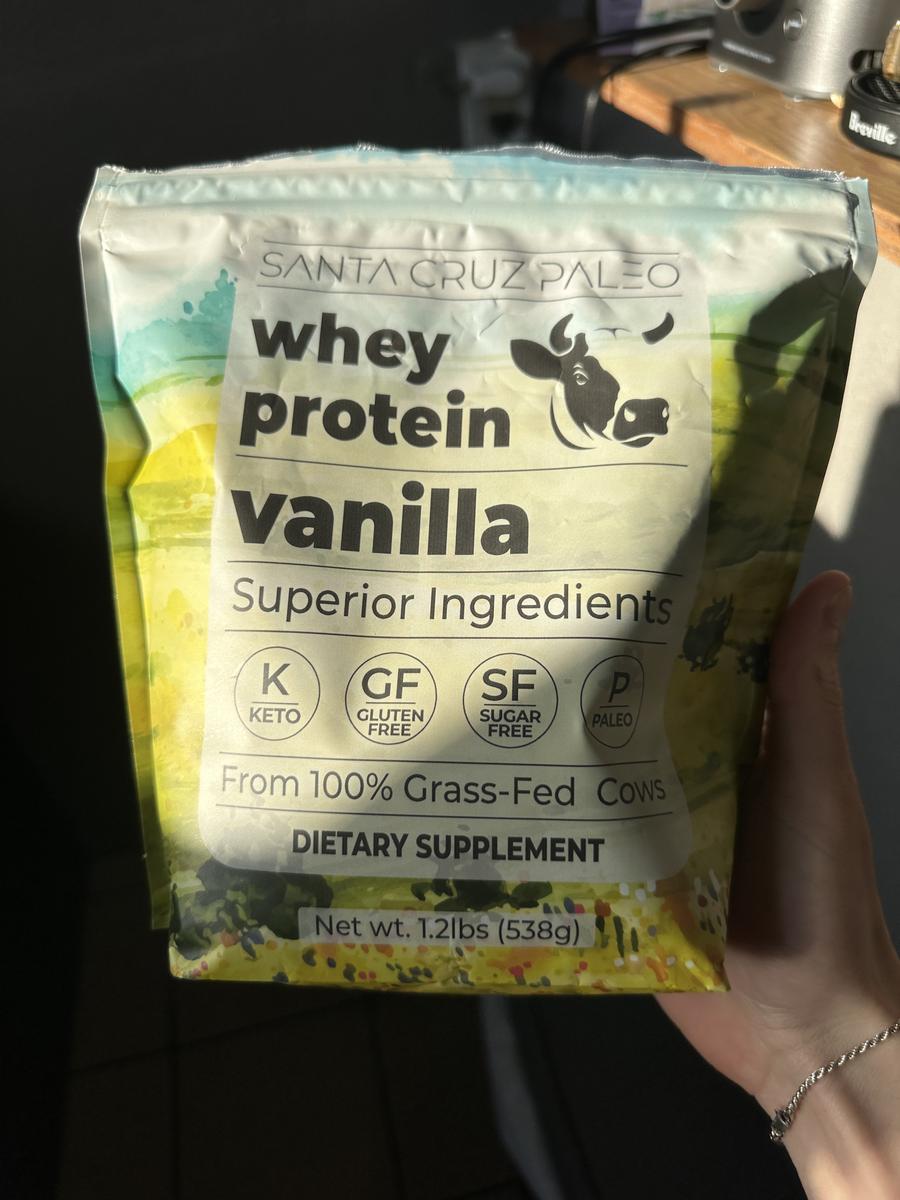 Breville
SANTA CRUZ PALEO
whey
protein
vanilla
Superior Ingredients
K
KETO
GF
GLUTEN
FREE
SF
SUGAR
FREE
P
PALEO
From 100% Grass-Fed Cows
DIETARY SUPPLEMENT
Net wt. 1.2lbs (538g)